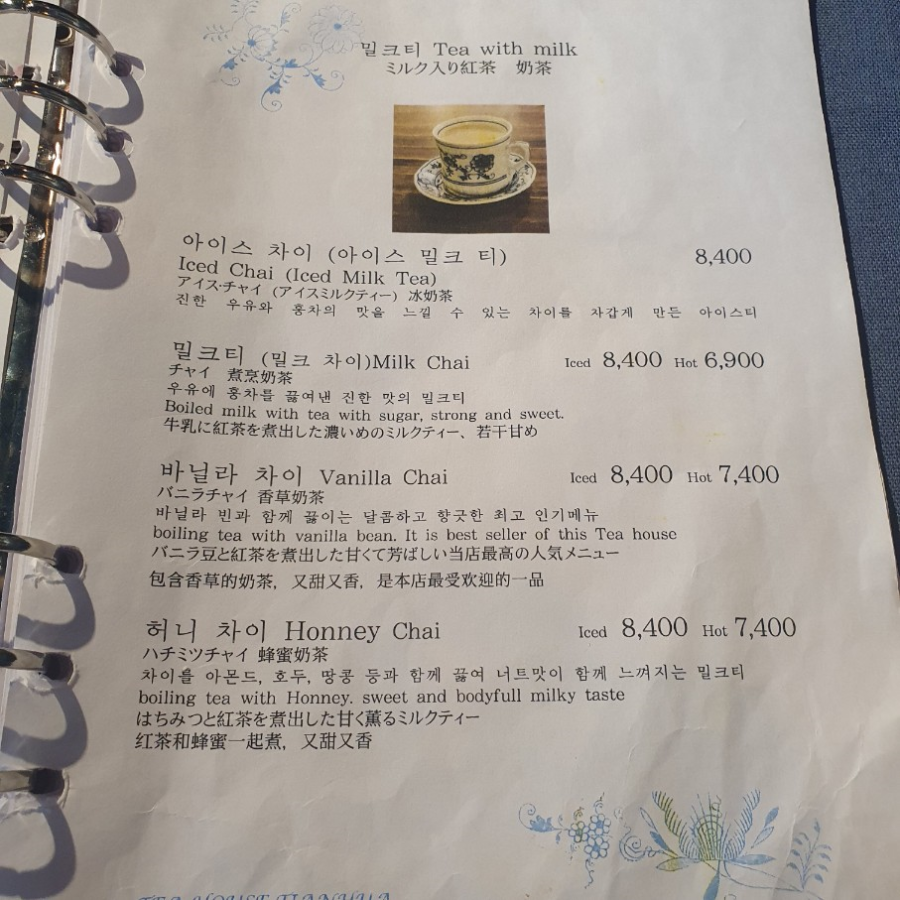 밀크티 Tea with milk
ミルク入り紅茶 奶茶
아이스 차이 (아이스 밀크 티) 8,400
Iced Chai (Iced Milk Tea)
アイス·チャイ (アイスミルクティー) 冰奶茶
진한 우유와 홍차의 맛을 느낄 수 있는 차이를 차갑게 만든 아이스티
밀크티 (밀크 차이)Milk Chai Iced 8,400 Hot 6,900
チャイ 煮烹奶茶
우유에 홍차를 끓여낸 진한 맛의 밀크티
Boiled milk with tea with sugar, strong and sweet.
牛乳に紅茶を煮出した濃いめのミルクティー、若干甘め
바닐라 차이 Vanilla Chai Iced 8,400 Hot 7,400
バニラチャイ 香草奶茶
바닐라 빈과 함께 끓이는 달콤하고 향긋한 최고 인기메뉴
boiling tea with vanilla bean. It is best seller of this Tea house
バニラ豆と紅茶を煮出した甘くて芳ばしい当店最高の人気メニュー
包含香草的奶茶, 又甜又香, 是本店最受欢迎的一品
허니 차이 Honney Chai Iced 8,400 Hot 7,400
ハチミツチャイ 蜂蜜奶茶
차이를 아몬드, 호두, 땅콩 등과 함께 끓여 너트맛이 함께 느껴지는 밀크티
boiling tea with Honney. sweet and bodyfull milky taste
はちみつと紅茶を煮出した甘く薫るミルクティー
红茶和蜂蜜一起煮, 又甜又香
TEA HOUSE